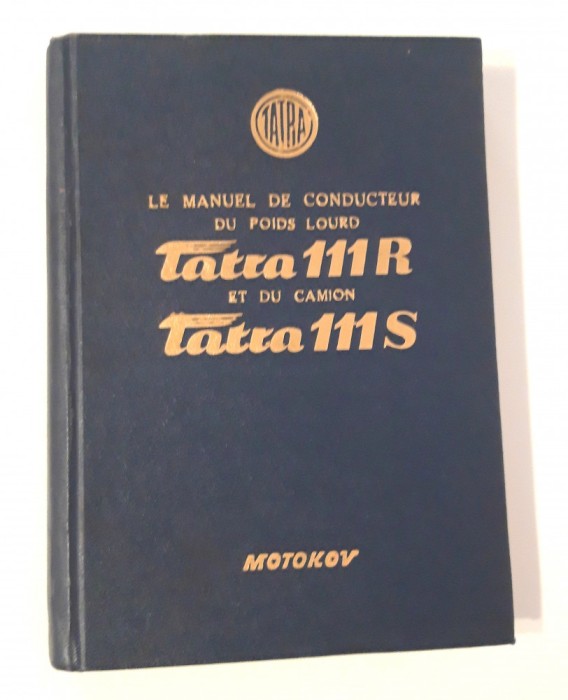 TATRA
LE MANUEL DE CONDUCTEUR
DU POIDS LOURD
Tatra 111 R
ET DU CAMION
Tatra 111 S
MOTOKOV